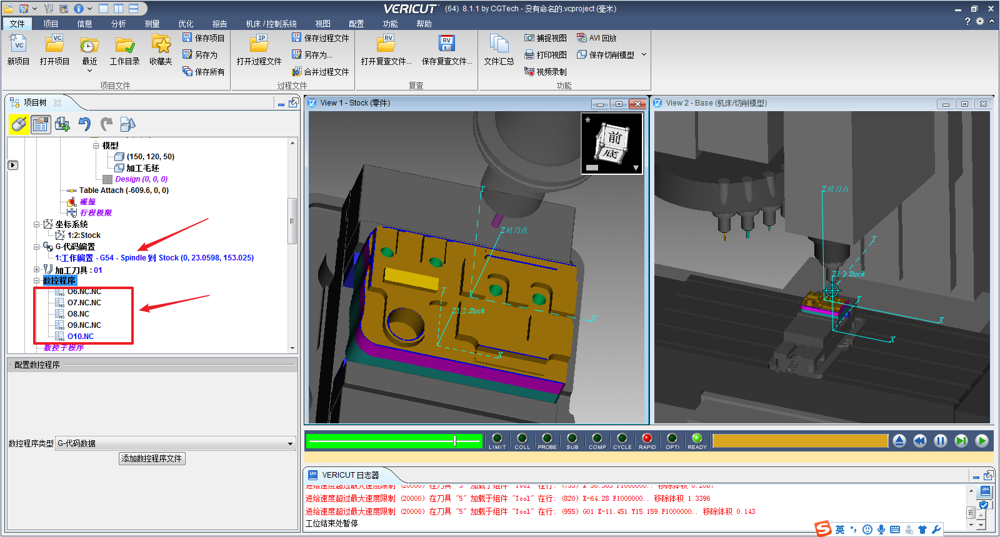 VERICUT (64) 8.1.1 by CGTech - 没有命名的.vcproject (毫米)
文件 项目 信息 分析 测量 优化 报告 机床 / 控制系统 视图 配置 功能 帮助
新项目 打开项目 最近 工作目录 收藏夹 保存项目 另存为 保存所有
打开过程文件 保存过程文件 另存为... 合并过程文件
打开复查文件... 保存复查文件...
文件汇总 捕捉视图 打印视图 视频录制 AVI 回放 保存切削模型
项目文件 过程文件 复查 功能
项目树
模型
(150, 120, 50)
加工毛坯
Design (0, 0, 0)
Table Attach (-609.6, 0, 0)
碰撞
行程极限
坐标系统
1:2:Stock
G-代码偏置
1:工作偏置 - G54 - Spindle 到 Stock (0, 23.0598, 153.025)
加工刀具 : 01
数控程序
O6.NC.NC
O7.NC.NC
O8.NC
O9.NC.NC
O10.NC
数控子程序
配置数控程序
数控程序类型 G-代码数据
添加数控程序文件
View 1 - Stock (零件)
前
底
Y
Z对刀点
Y
Z1:2:Stock
X
X
View 2 - Base (机床/切削模型)
Z对刀点
Y
Z1:2:Stock
Y
X
X
LIMIT COLL PROBE SUB COMP CYCLE RAPID OPTI READY
VERICUT 日志器
进给速度超过最大速度限制 (20000) 在刀具 "5" 加载于组件 "Tool" 在行: (755) X-56.563 F1000000.. 移除体积 0.2087
进给速度超过最大速度限制 (20000) 在刀具 "5" 加载于组件 "Tool" 在行: (820) X-64.28 F1000000.. 移除体积 1.3396
进给速度超过最大速度限制 (20000) 在刀具 "5" 加载于组件 "Tool" 在行: (955) G01 X-11.451 Y15.159 F1000000.. 移除体积 0.143
工位结束处暂停
英